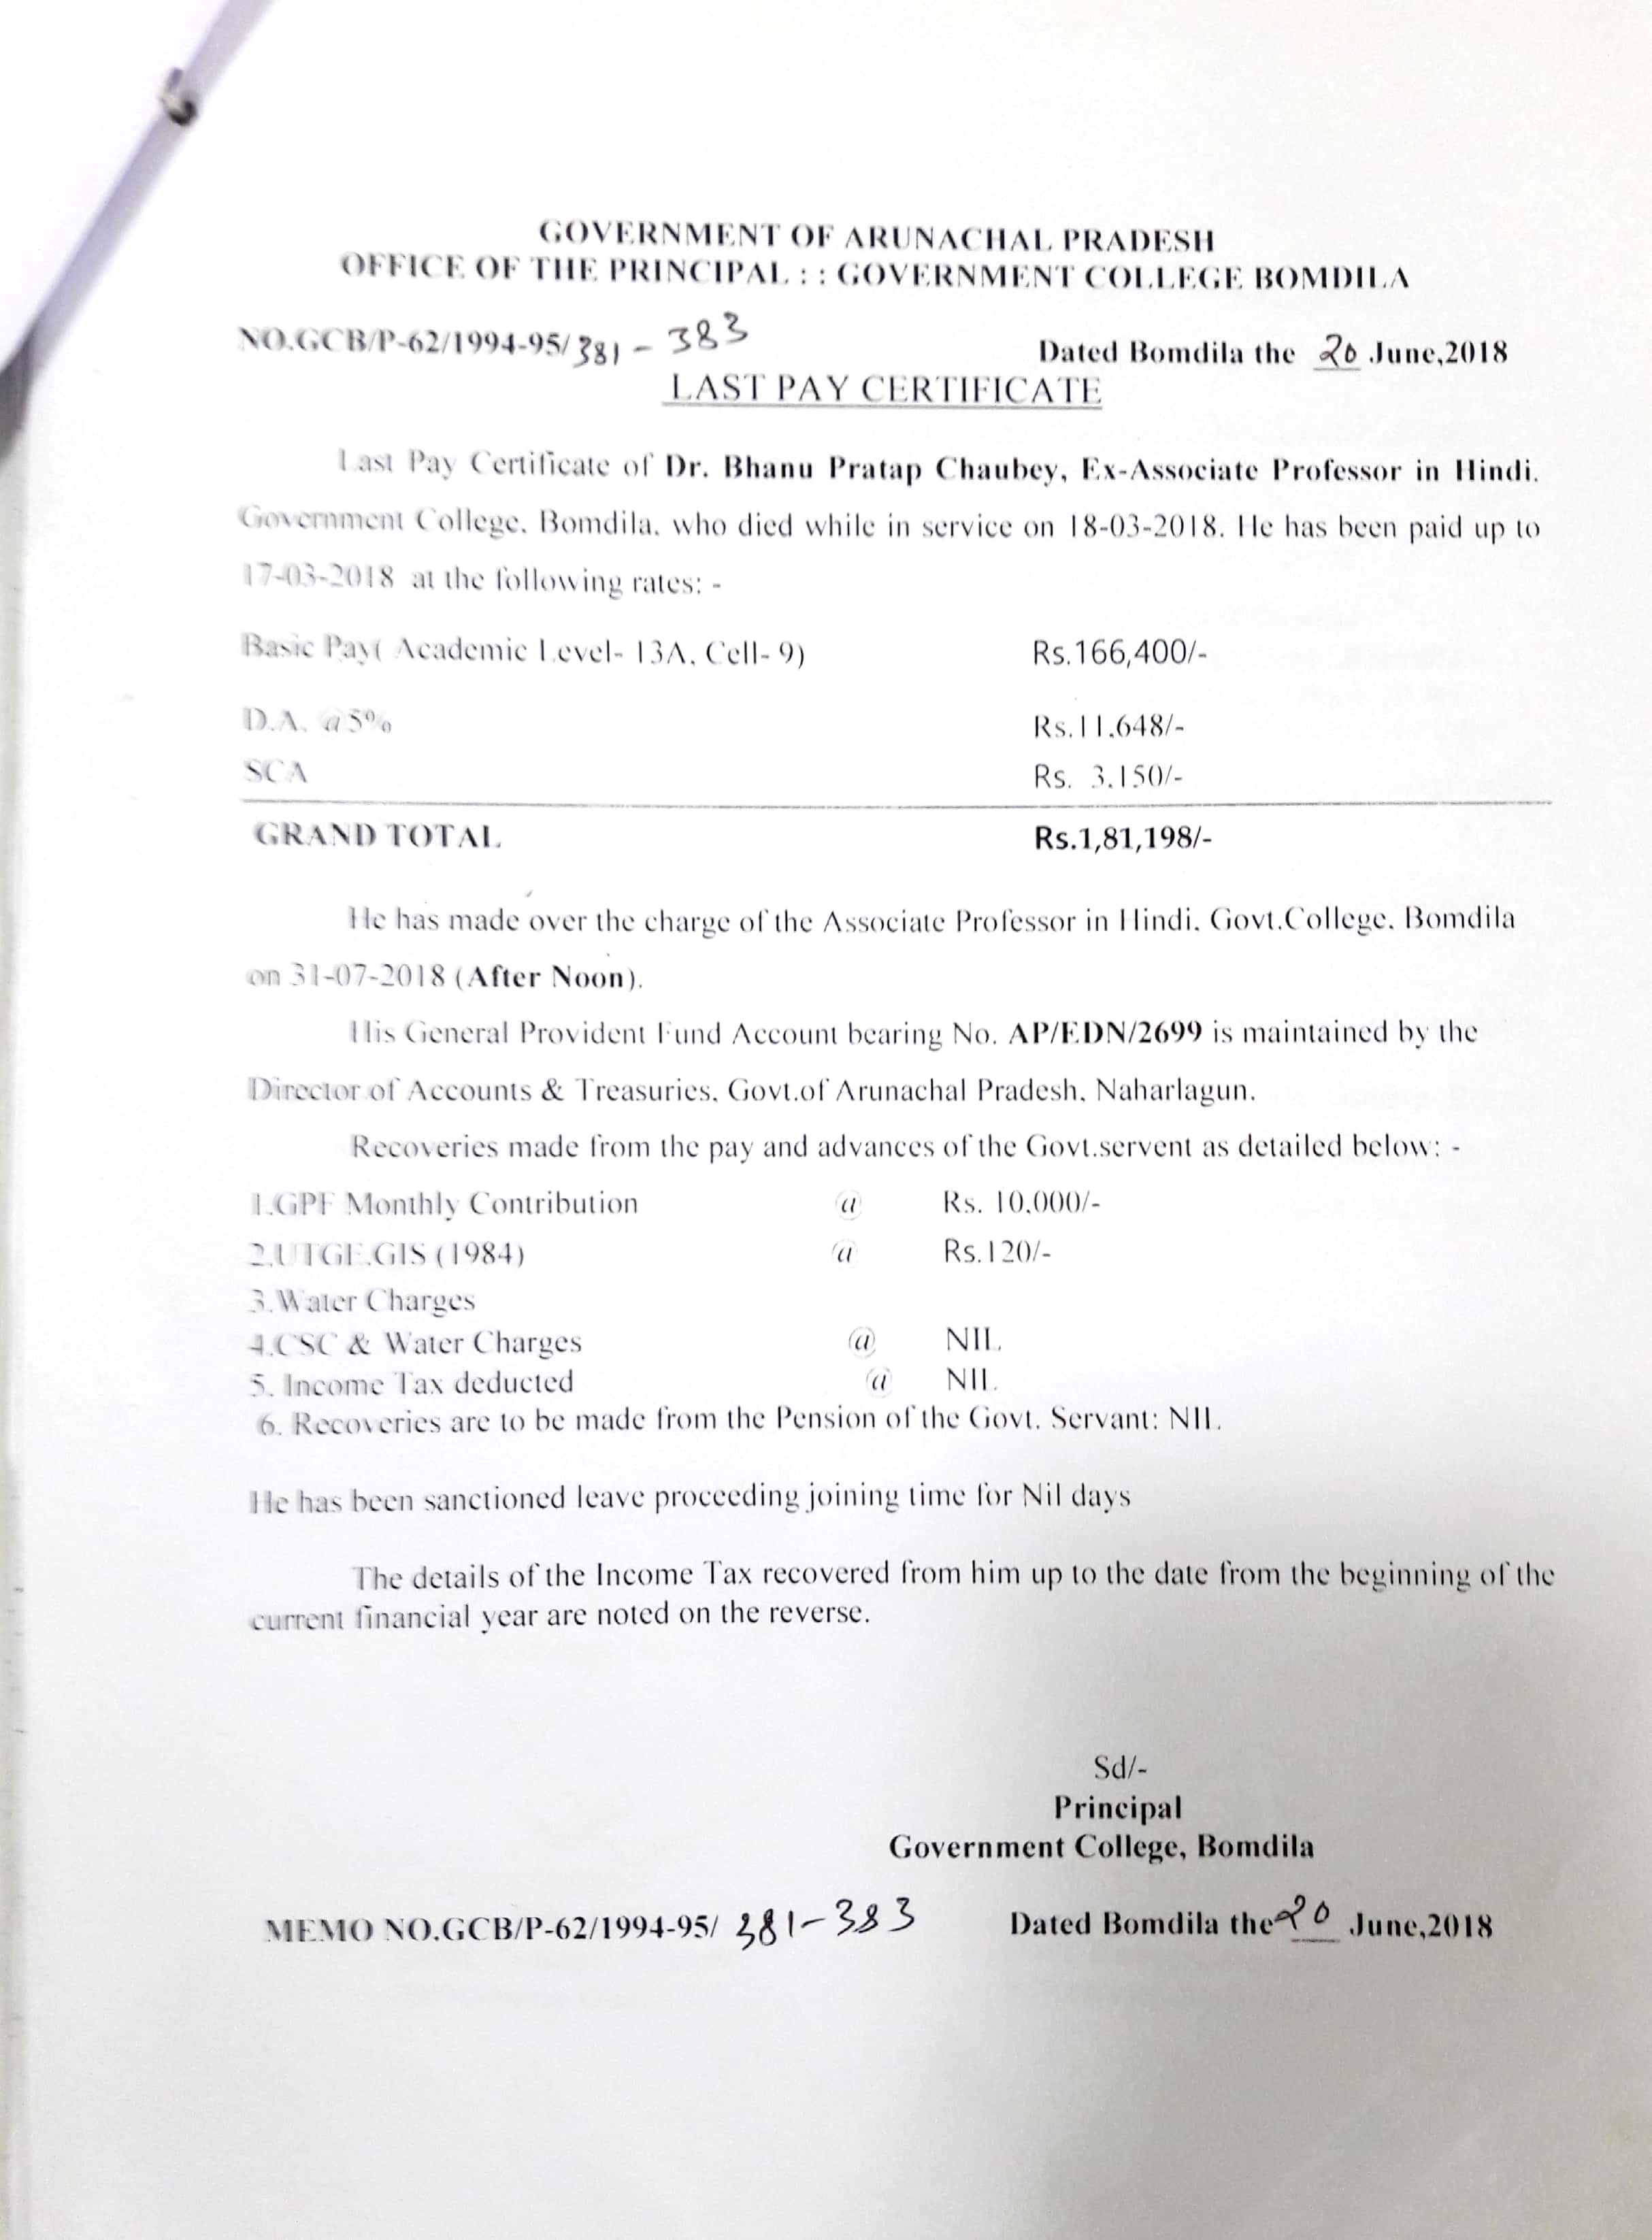 GOVERNMENT OF ARUNACHAL PRADESH
OFFICE OF THE PRINCIPAL : : GOVERNMENT COLLEGE BOMDILA
NO.GCB/P-62/1994-95/ 381 - 383 Dated Bomdila the 20 June,2018
LAST PAY CERTIFICATE
Last Pay Certificate of Dr. Bhanu Pratap Chaubey, Ex-Associate Professor in Hindi,
Government College, Bomdila, who died while in service on 18-03-2018. He has been paid up to
17-03-2018 at the following rates: -
Basic Pay( Academic Level- 13A, Cell- 9) Rs.166,400/-
D.A. @5% Rs.11,648/-
SCA Rs. 3,150/-
GRAND TOTAL Rs.1,81,198/-
He has made over the charge of the Associate Professor in Hindi, Govt.College, Bomdila
on 31-07-2018 (After Noon).
His General Provident Fund Account bearing No. AP/EDN/2699 is maintained by the
Director of Accounts & Treasuries, Govt.of Arunachal Pradesh, Naharlagun.
Recoveries made from the pay and advances of the Govt.servent as detailed below: -
1.GPF Monthly Contribution @ Rs. 10,000/-
2.UTGE.GIS (1984) @ Rs.120/-
3.Water Charges
4.CSC & Water Charges @ NIL
5. Income Tax deducted @ NIL
6. Recoveries are to be made from the Pension of the Govt. Servant: NIL
He has been sanctioned leave proceeding joining time for Nil days
The details of the Income Tax recovered from him up to the date from the beginning of the
current financial year are noted on the reverse.
Sd/-
Principal
Government College, Bomdila
MEMO NO.GCB/P-62/1994-95/ 381-383 Dated Bomdila the 20 June,2018